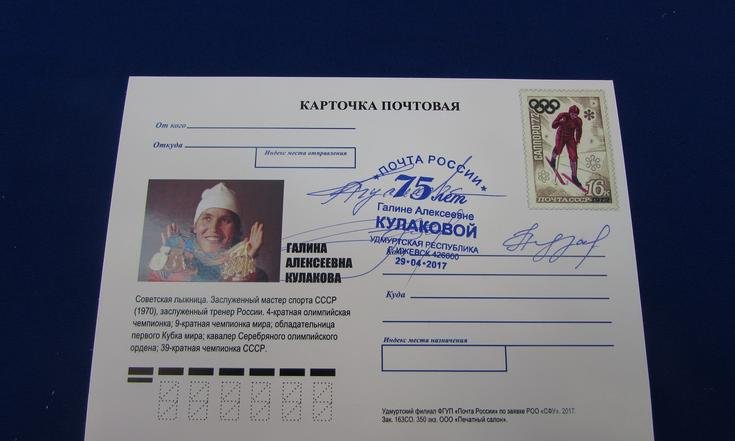 КАРТОЧКА ПОЧТОВАЯ
От кого
Откуда
Индекс места отправления
САППОРО'72
16к
ПОЧТА СССР 1972
ПОЧТА РОССИИ
75 лет
Галине Алексеевне
КУЛАКОВОЙ
УДМУРТСКАЯ РЕСПУБЛИКА
Г. ИЖЕВСК 426000
29·04·2017
ГАЛИНА
АЛЕКСЕЕВНА
КУЛАКОВА
Советская лыжница. Заслуженный мастер спорта СССР
(1970), заслуженный тренер России. 4-кратная олимпийская
чемпионка; 9-кратная чемпионка мира; обладательница
первого Кубка мира; кавалер Серебряного олимпийского
ордена; 39-кратная чемпионка СССР.
Кому
Куда
Индекс места назначения
Удмуртский филиал ФГУП «Почта России» по заявке РОО «СФУ». 2017.
Зак. 163СО. 350 экз. ООО «Печатный салон».